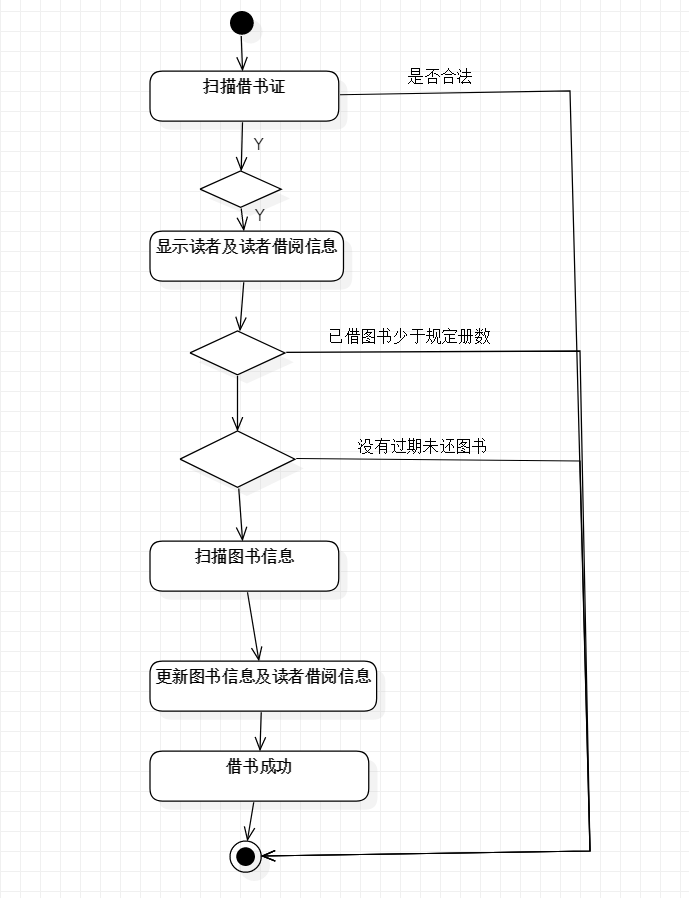 扫描借书证
是否合法
Y
Y
显示读者及读者借阅信息
已借图书少于规定册数
没有过期未还图书
扫描图书信息
更新图书信息及读者借阅信息
借书成功